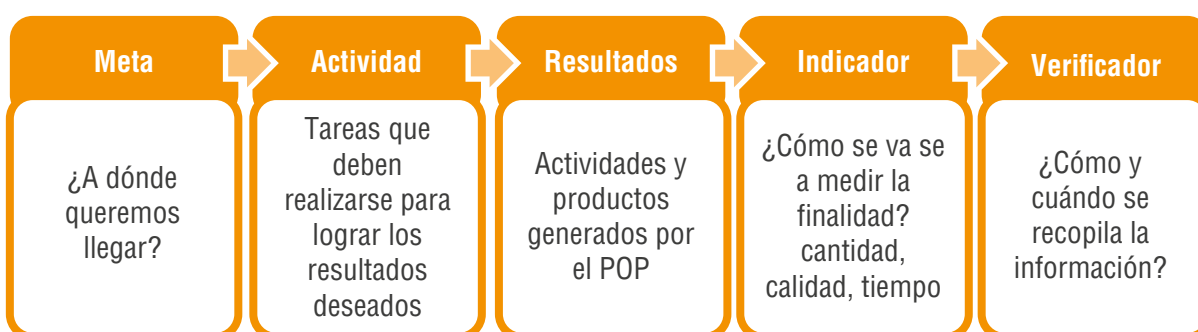 Meta
¿A dónde
queremos
llegar?
Actividad
Tareas que
deben
realizarse para
lograr los
resultados
deseados
Resultados
Actividades y
productos
generados por
el POP
Indicador
¿Cómo se va se
a medir la
finalidad?
cantidad,
calidad, tiempo
Verificador
¿Cómo y
cuándo se
recopila la
información?